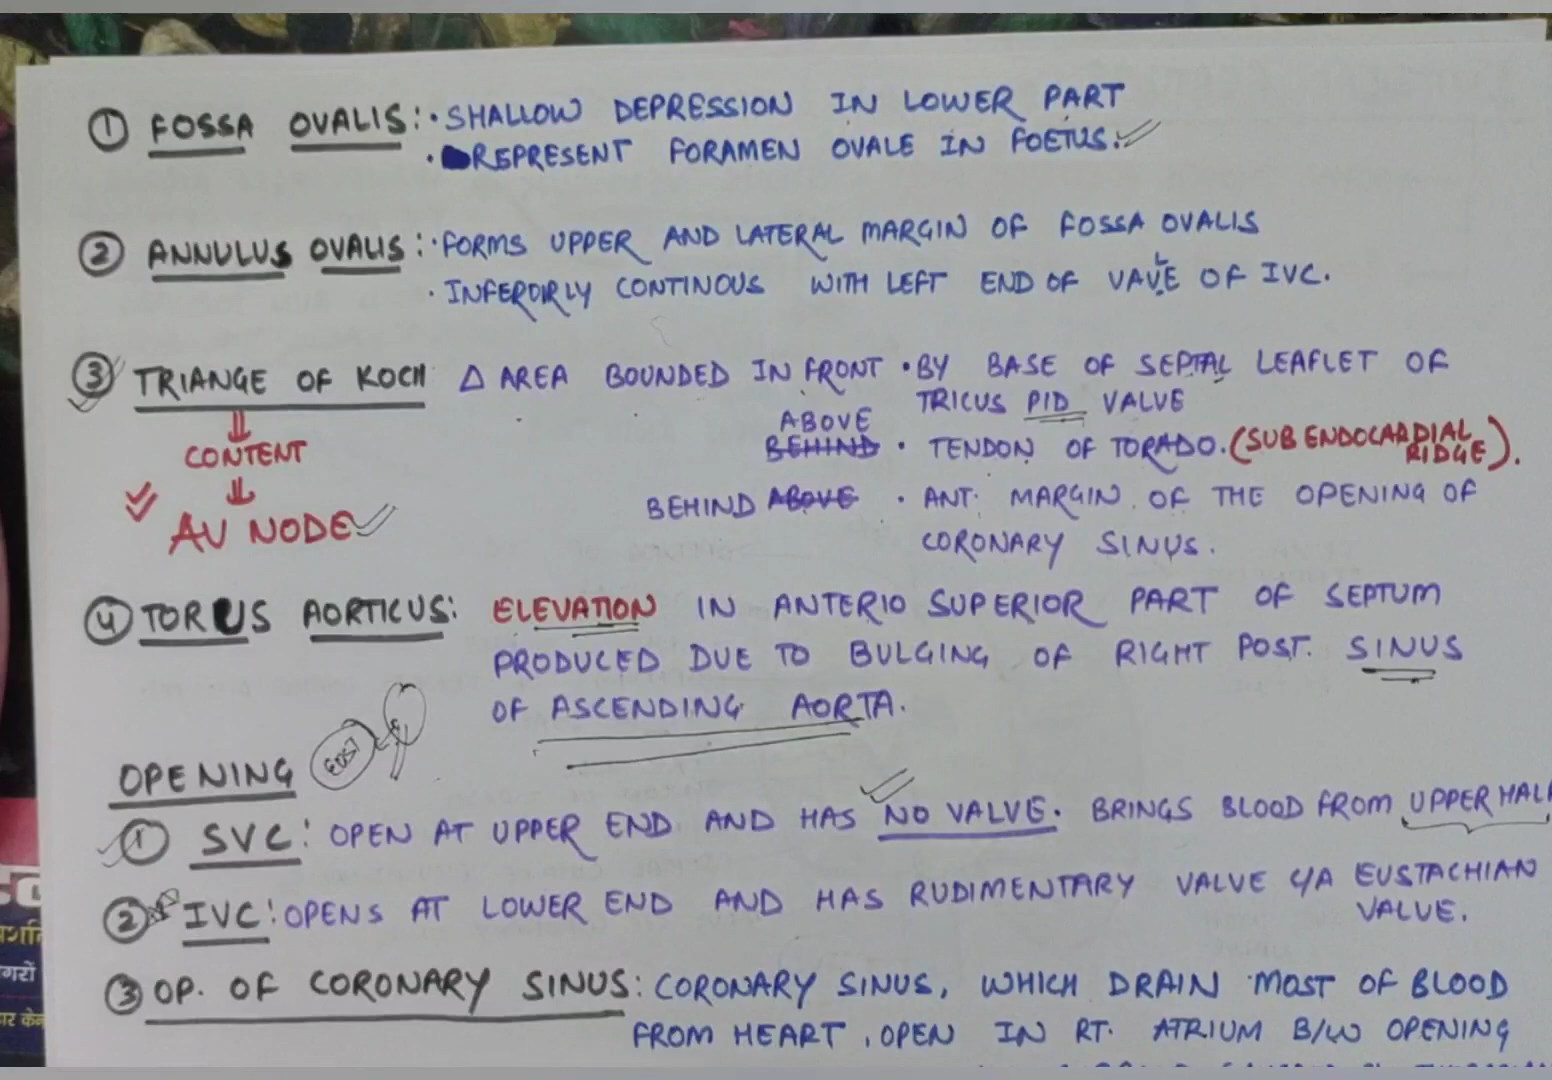 ① FOSSA OVALIS: • SHALLOW DEPRESSION IN LOWER PART
• REPRESENT FORAMEN OVALE IN FOETUS.
② ANNULUS OVALIS: • FORMS UPPER AND LATERAL MARGIN OF FOSSA OVALIS
• INFEROIRLY CONTINOUS WITH LEFT END OF VAVLE OF IVC.
③ TRIANGE OF KOCH Δ AREA BOUNDED IN FRONT • BY BASE OF SEPTAL LEAFLET OF
TRICUSPID VALVE
ABOVE
BEHIND • TENDON OF TORADO. (SUB ENDOCARDIAL
RIDGE).
⇓
CONTENT
⇓
AV NODE
BEHIND ABOVE • ANT. MARGIN OF THE OPENING OF
CORONARY SINUS.
④ TORUS AORTICUS: ELEVATION IN ANTERIO SUPERIOR PART OF SEPTUM
PRODUCED DUE TO BULGING OF RIGHT POST. SINUS
OF ASCENDING AORTA.
OPENING
① SVC: OPEN AT UPPER END AND HAS NO VALVE. BRINGS BLOOD FROM UPPER HALF
② IVC: OPENS AT LOWER END AND HAS RUDIMENTARY VALVE C/A EUSTACHIAN
VALVE.
③ OP. OF CORONARY SINUS: CORONARY SINUS, WHICH DRAIN MOST OF BLOOD
FROM HEART, OPEN IN RT. ATRIUM B/W OPENING